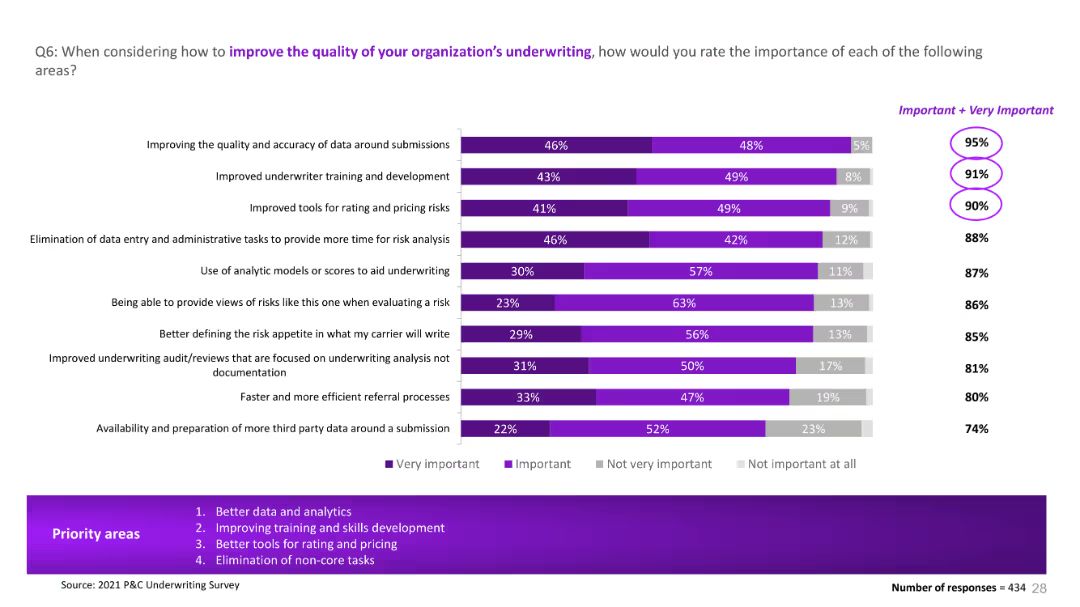 Q6: When considering how to improve the quality of your organization's underwriting, how would you rate the importance of each of the following
areas?
Important + Very Important
Improving the quality and accuracy of data around submissions 46% 48% 5% 95%
Improved underwriter training and development 43% 49% 8% 91%
Improved tools for rating and pricing risks 41% 49% 9% 90%
Elimination of data entry and administrative tasks to provide more time for risk analysis 46% 42% 12% 88%
Use of analytic models or scores to aid underwriting 30% 57% 11% 87%
Being able to provide views of risks like this one when evaluating a risk 23% 63% 13% 86%
Better defining the risk appetite in what my carrier will write 29% 56% 13% 85%
Improved underwriting audit/reviews that are focused on underwriting analysis not
documentation 31% 50% 17% 81%
Faster and more efficient referral processes 33% 47% 19% 80%
Availability and preparation of more third party data around a submission 22% 52% 23% 74%
Very important Important Not very important Not important at all
Priority areas
1. Better data and analytics
2. Improving training and skills development
3. Better tools for rating and pricing
4. Elimination of non-core tasks
Source: 2021 P&C Underwriting Survey
Number of responses = 434 28